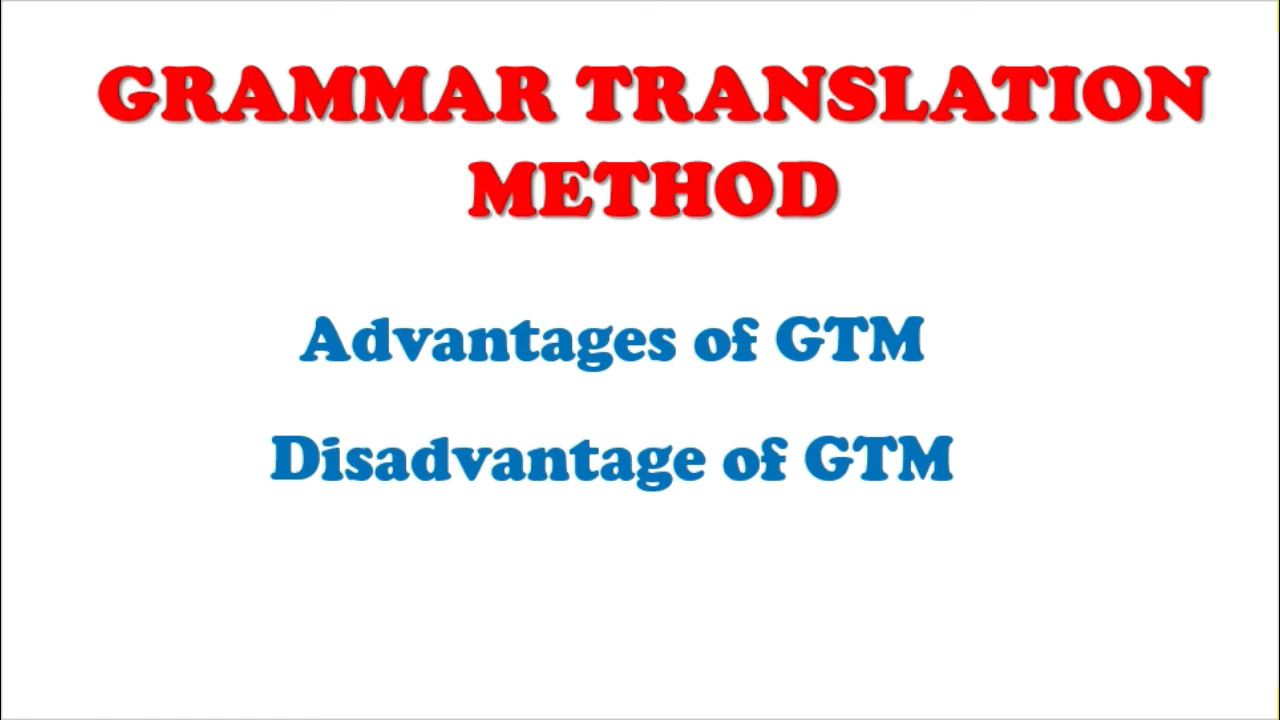 GRAMMAR TRANSLATION
METHOD
Advantages of GTM
Disadvantage of GTM